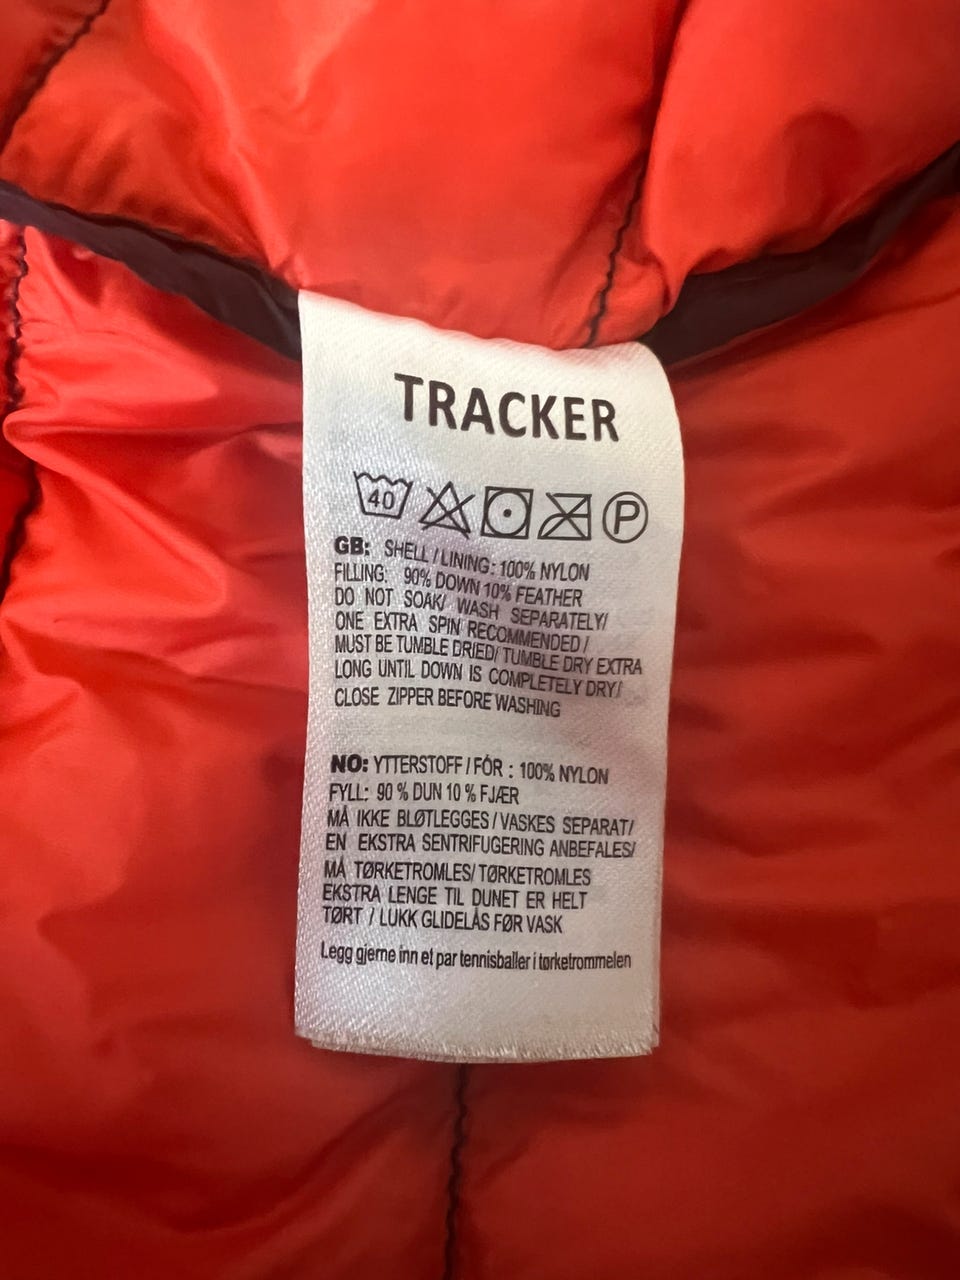 TRACKER
40 P
GB: SHELL / LINING: 100% NYLON
FILLING: 90% DOWN 10% FEATHER
DO NOT SOAK/ WASH SEPARATELY/
ONE EXTRA SPIN RECOMMENDED /
MUST BE TUMBLE DRIED/ TUMBLE DRY EXTRA
LONG UNTIL DOWN IS COMPLETELY DRY/
CLOSE ZIPPER BEFORE WASHING
NO: YTTERSTOFF / FÓR : 100% NYLON
FYLL: 90 % DUN 10 % FJÆR
MÅ IKKE BLØTLEGGES / VASKES SEPARAT/
EN EKSTRA SENTRIFUGERING ANBEFALES/
MÅ TØRKETROMLES/ TØRKETROMLES
EKSTRA LENGE TIL DUNET ER HELT
TØRT / LUKK GLIDELÅS FØR VASK
Legg gjerne inn et par tennisballer i tørketrommelen